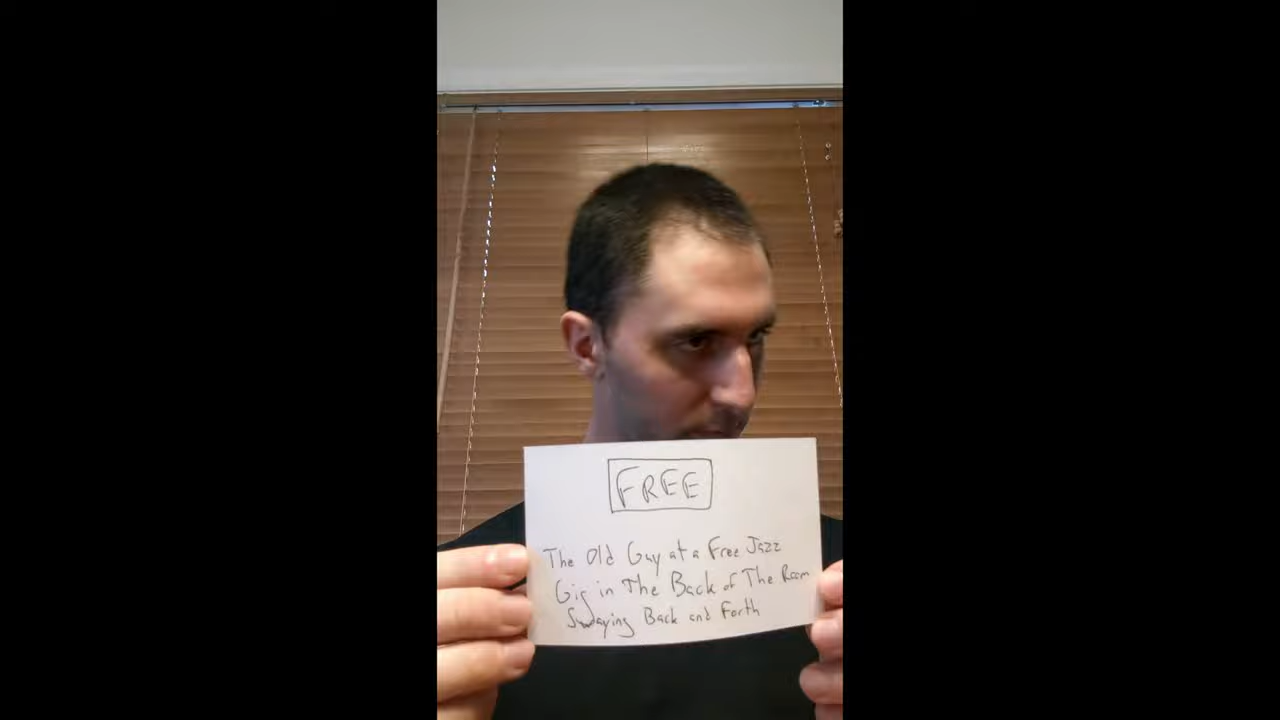 FREE
The Old Guy at a Free Jazz
Gig in The Back of The Room
Swaying Back and Forth